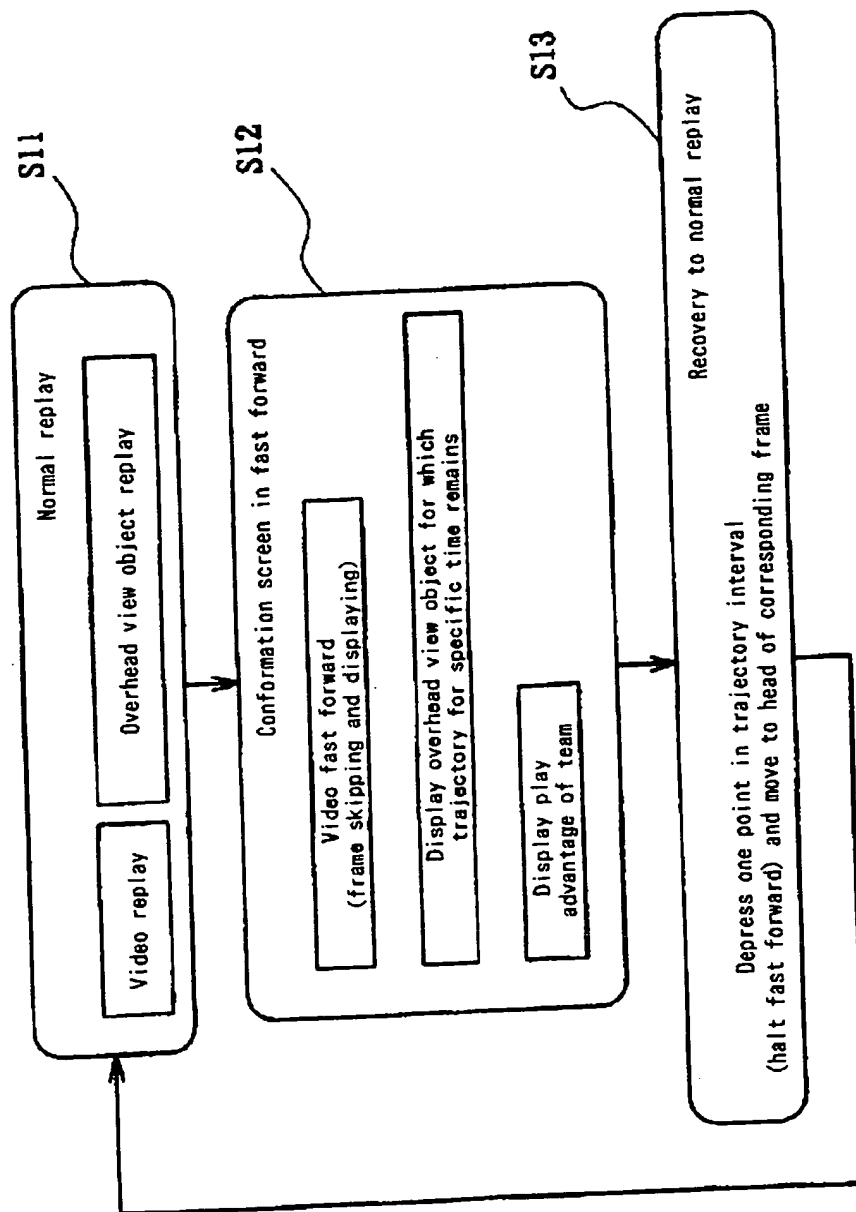 S11
Normal replay
Video replay
Overhead view object replay
S12
Conformation screen in fast forward
Video fast forward
(frame skipping and displaying)
Display overhead view object for which
trajectory for specific time remains
Display play
advantage of team
S13
Recovery to normal replay
Depress one point in trajectory interval
(halt fast forward) and move to head of corresponding frame